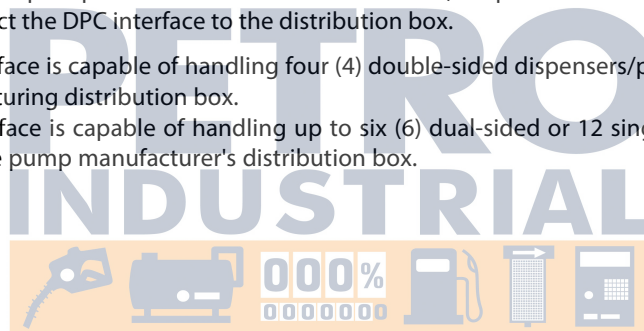 ct the DPC interface to the distribution box.
face is capable of handling four (4) double-sided dispensers/p
turing distribution box.
face is capable of handling up to six (6) dual-sided or 12 sing
e pump manufacturer's distribution box.
PETRO
INDUSTRIAL
000%
0000000